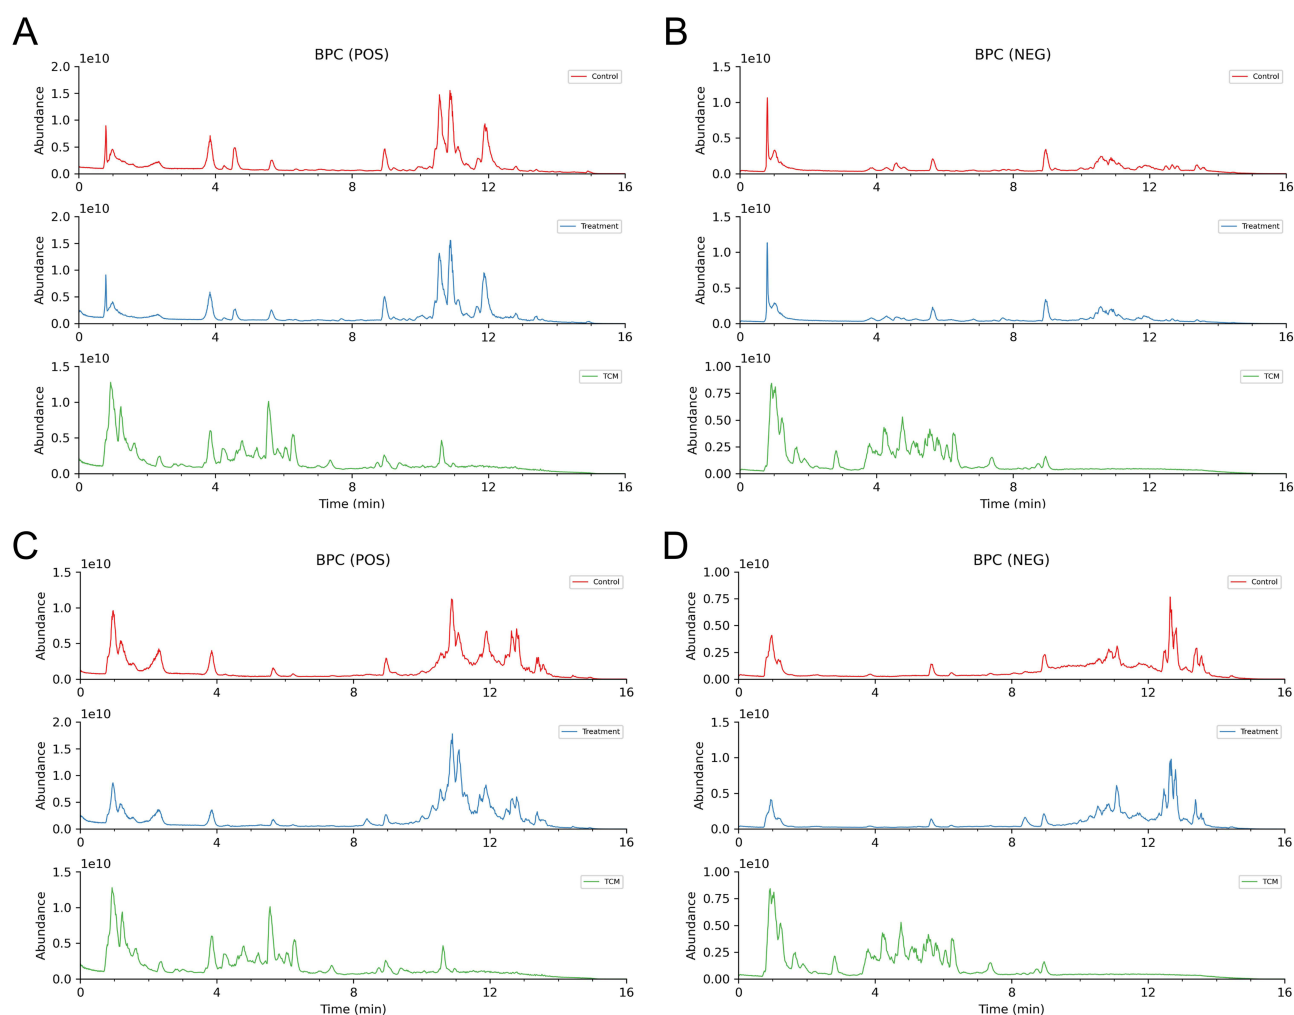 A
BPC (POS)
1e10
Control
Abundance
2.0
1.5
1.0
0.5
0.0
0 4 8 12 16
1e10
Treatment
Abundance
2.0
1.5
1.0
0.5
0.0
0 4 8 12 16
1e10
TCM
Abundance
1.5
1.0
0.5
0.0
0 4 8 12 16
Time (min)
B
BPC (NEG)
1e10
Control
Abundance
1.5
1.0
0.5
0.0
0 4 8 12 16
1e10
Treatment
Abundance
1.5
1.0
0.5
0.0
0 4 8 12 16
1e10
TCM
Abundance
1.00
0.75
0.50
0.25
0.00
0 4 8 12 16
Time (min)
C
BPC (POS)
1e10
Control
Abundance
1.5
1.0
0.5
0.0
0 4 8 12 16
1e10
Treatment
Abundance
2.0
1.5
1.0
0.5
0.0
0 4 8 12 16
1e10
TCM
Abundance
1.5
1.0
0.5
0.0
0 4 8 12 16
Time (min)
D
BPC (NEG)
1e10
Control
Abundance
1.00
0.75
0.50
0.25
0.00
0 4 8 12 16
1e10
Treatment
Abundance
1.5
1.0
0.5
0.0
0 4 8 12 16
1e10
TCM
Abundance
1.00
0.75
0.50
0.25
0.00
0 4 8 12 16
Time (min)